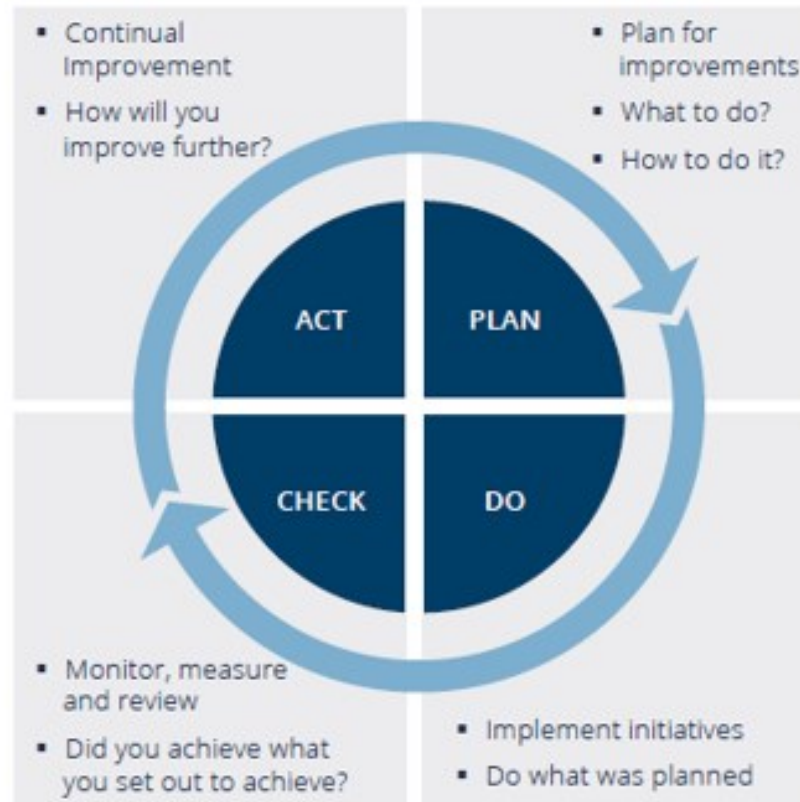 ▪ Continual
Improvement
▪ How will you
improve further?
▪ Plan for
improvements
▪ What to do?
▪ How to do it?
ACT
PLAN
CHECK
DO
▪ Monitor, measure
and review
▪ Did you achieve what
you set out to achieve?
▪ Implement initiatives
▪ Do what was planned